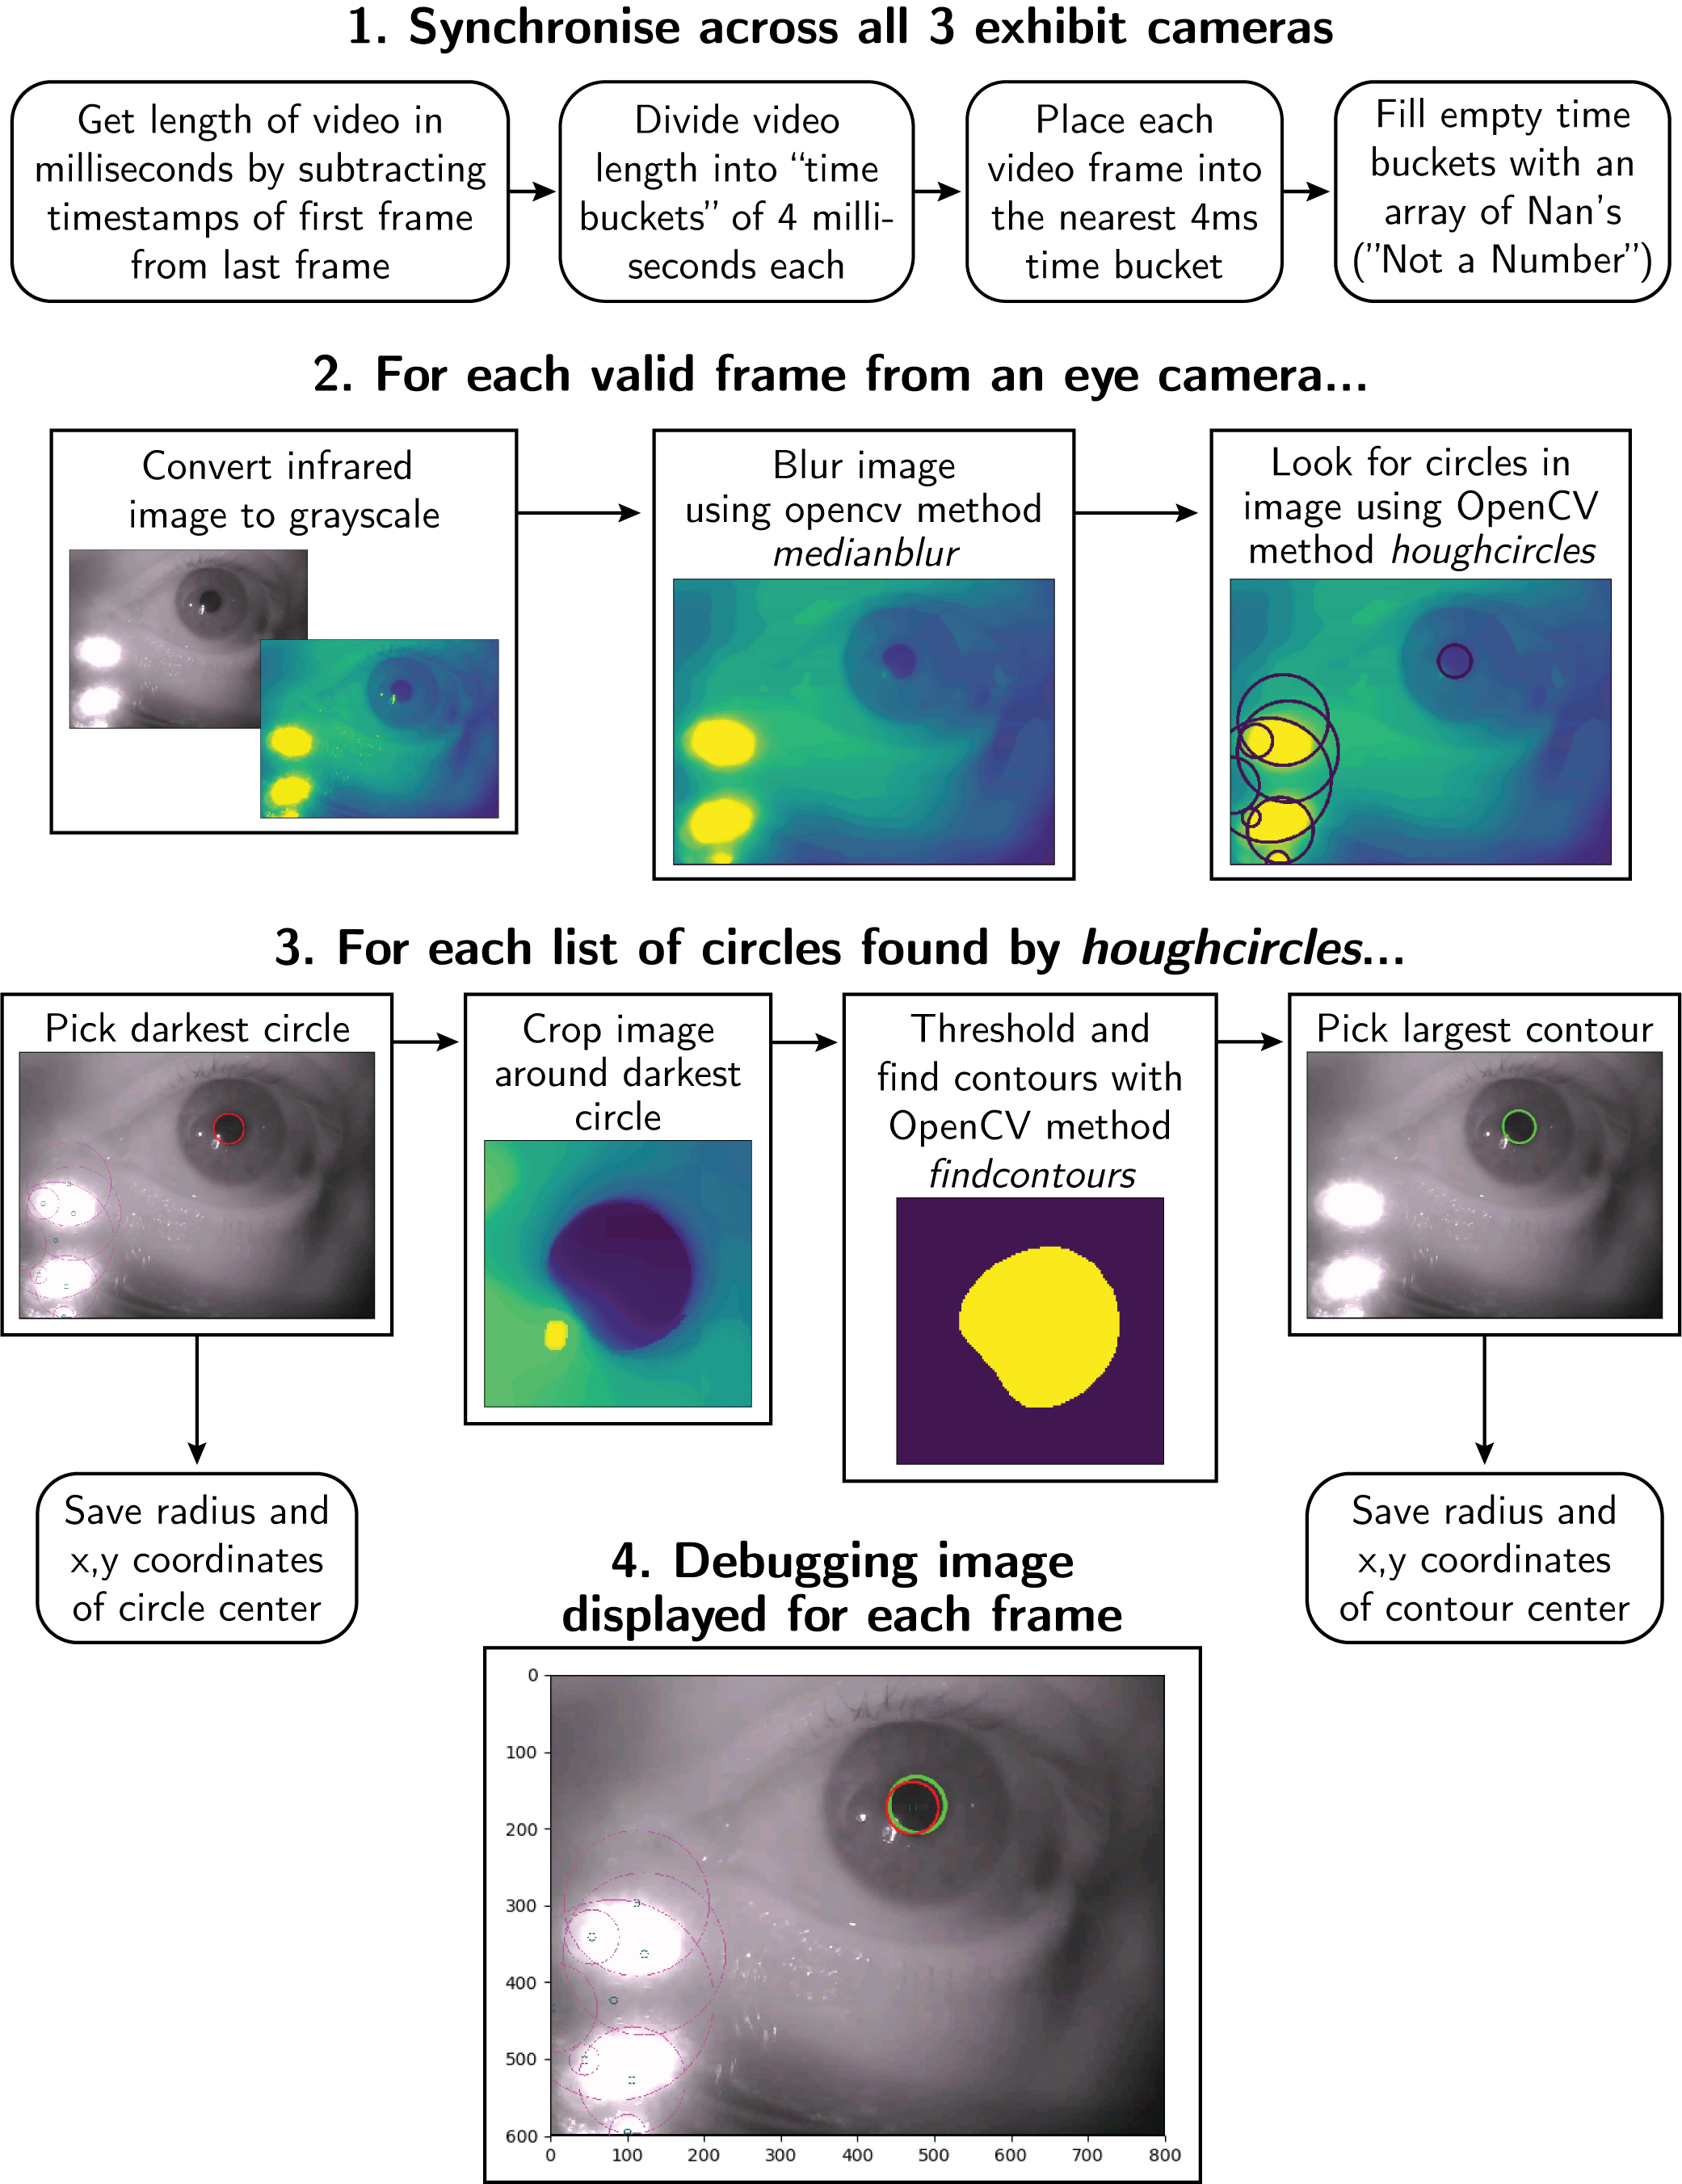 1. Synchronise across all 3 exhibit cameras
Get length of video in
milliseconds by subtracting
timestamps of first frame
from last frame
Divide video
length into “time
buckets” of 4 milli-
seconds each
Place each
video frame into
the nearest 4ms
time bucket
Fill empty time
buckets with an
array of Nan's
("Not a Number")
2. For each valid frame from an eye camera...
Convert infrared
image to grayscale
Blur image
using opencv method
medianblur
Look for circles in
image using OpenCV
method houghcircles
3. For each list of circles found by houghcircles...
Pick darkest circle
Crop image
around darkest
circle
Threshold and
find contours with
OpenCV method
findcontours
Pick largest contour
Save radius and
x,y coordinates
of circle center
Save radius and
x,y coordinates
of contour center
4. Debugging image
displayed for each frame
0
100
200
300
400
500
600
0 100 200 300 400 500 600 700 800